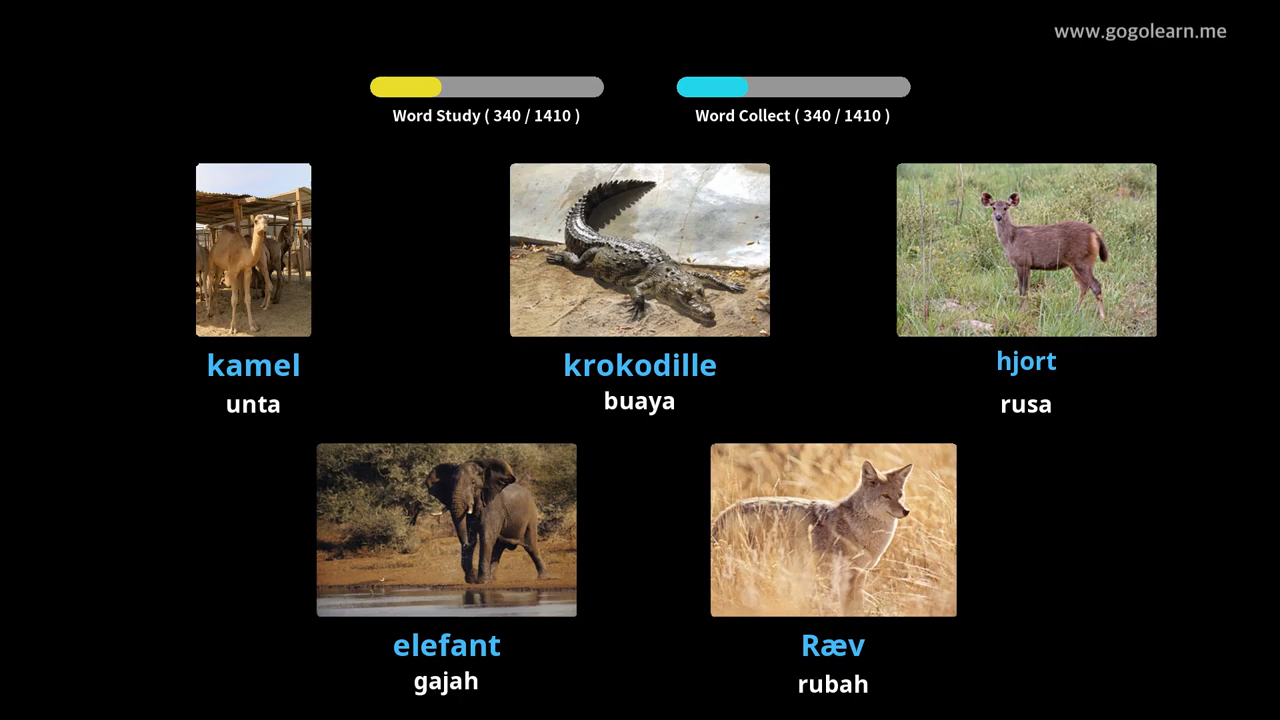 www.gogolearn.me
Word Study ( 340 / 1410 )
Word Collect ( 340 / 1410 )
kamel
unta
krokodille
buaya
hjort
rusa
elefant
gajah
Ræv
rubah